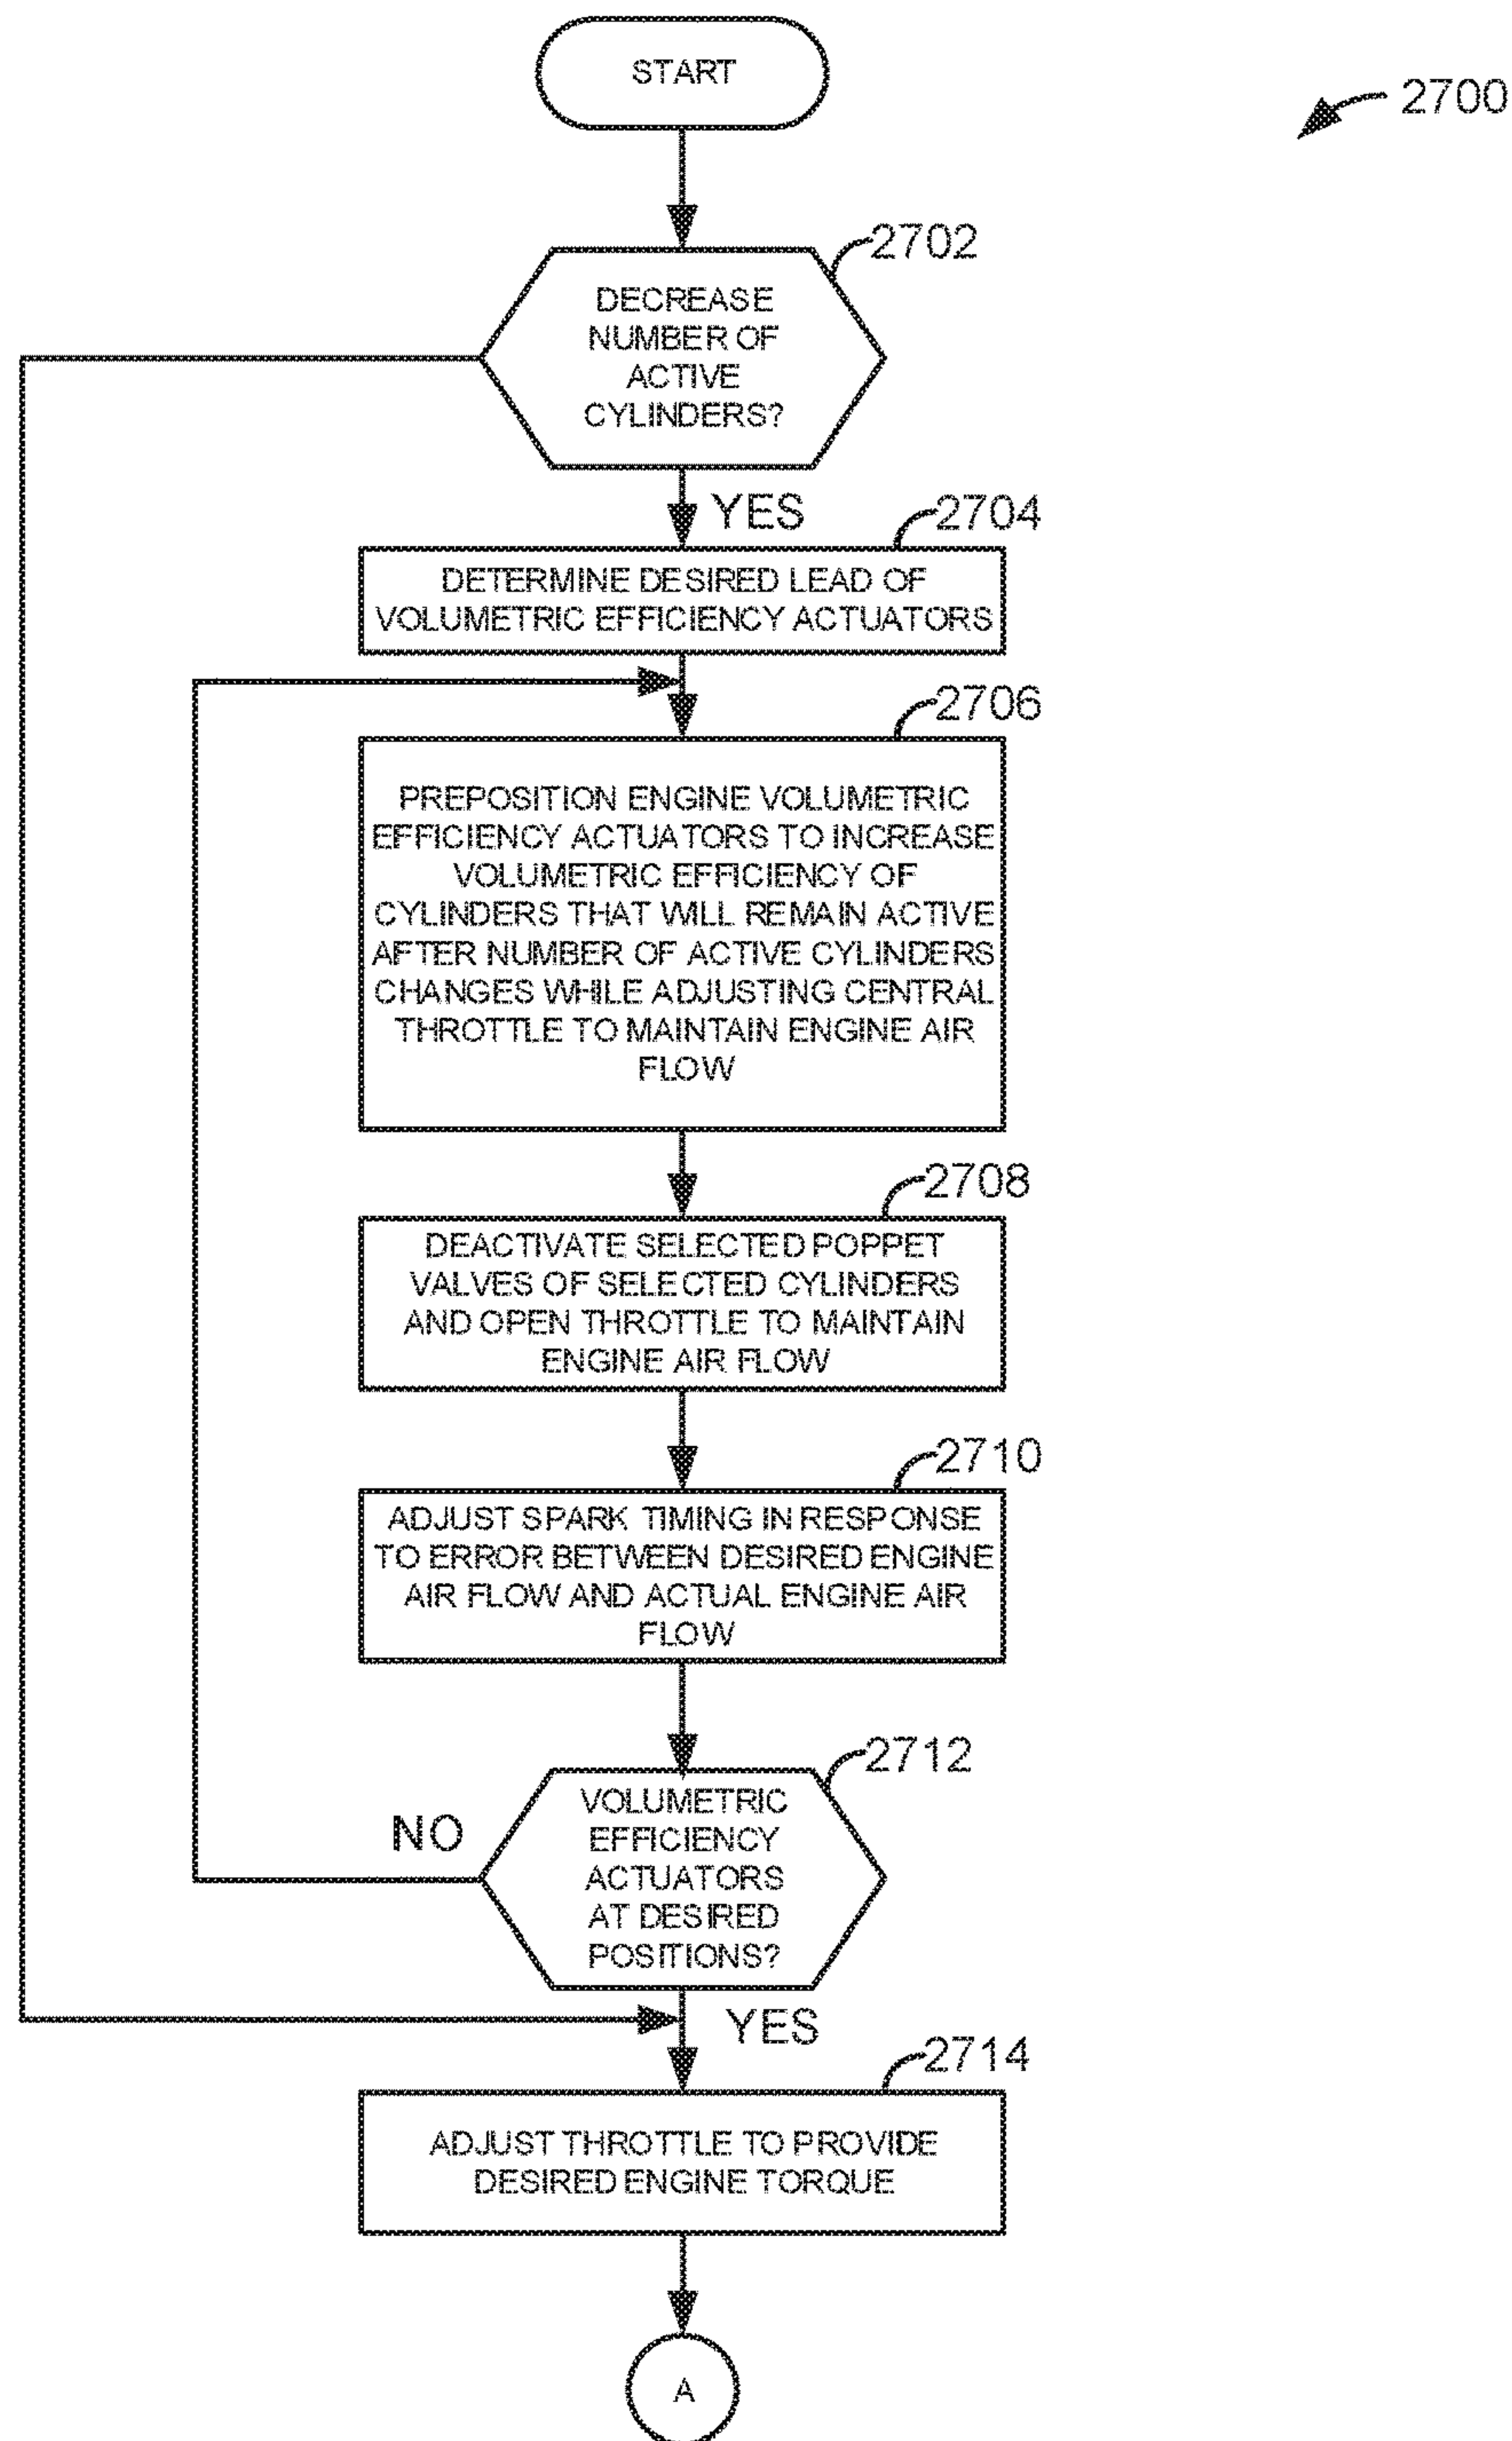 START
2700
2702
DECREASE
NUMBER OF
ACTIVE
CYLINDERS?
YES
2704
DETERMINE DESIRED LEAD OF
VOLUMETRIC EFFICIENCY ACTUATORS
2706
PREPOSITION ENGINE VOLUMETRIC
EFFICIENCY ACTUATORS TO INCREASE
VOLUMETRIC EFFICIENCY OF
CYLINDERS THAT WILL REMAIN ACTIVE
AFTER NUMBER OF ACTIVE CYLINDERS
CHANGES WHILE ADJUSTING CENTRAL
THROTTLE TO MAINTAIN ENGINE AIR
FLOW
2708
DEACTIVATE SELECTED POPPET
VALVES OF SELECTED CYLINDERS
AND OPEN THROTTLE TO MAINTAIN
ENGINE AIR FLOW
2710
ADJUST SPARK TIMING IN RESPONSE
TO ERROR BETWEEN DESIRED ENGINE
AIR FLOW AND ACTUAL ENGINE AIR
FLOW
2712
NO
VOLUMETRIC
EFFICIENCY
ACTUATORS
AT DESIRED
POSITIONS?
YES
2714
ADJUST THROTTLE TO PROVIDE
DESIRED ENGINE TORQUE
A